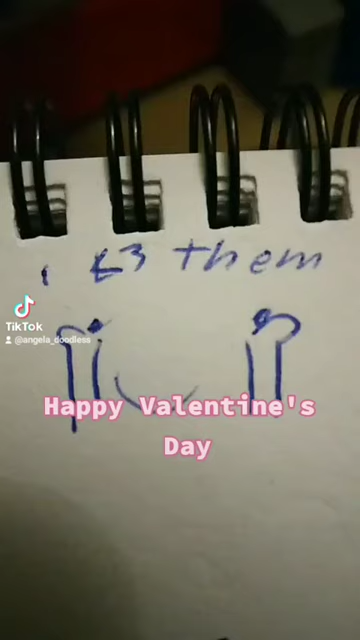 i <3 them
TikTok
@angela_doodless
Happy Valentine's
Day